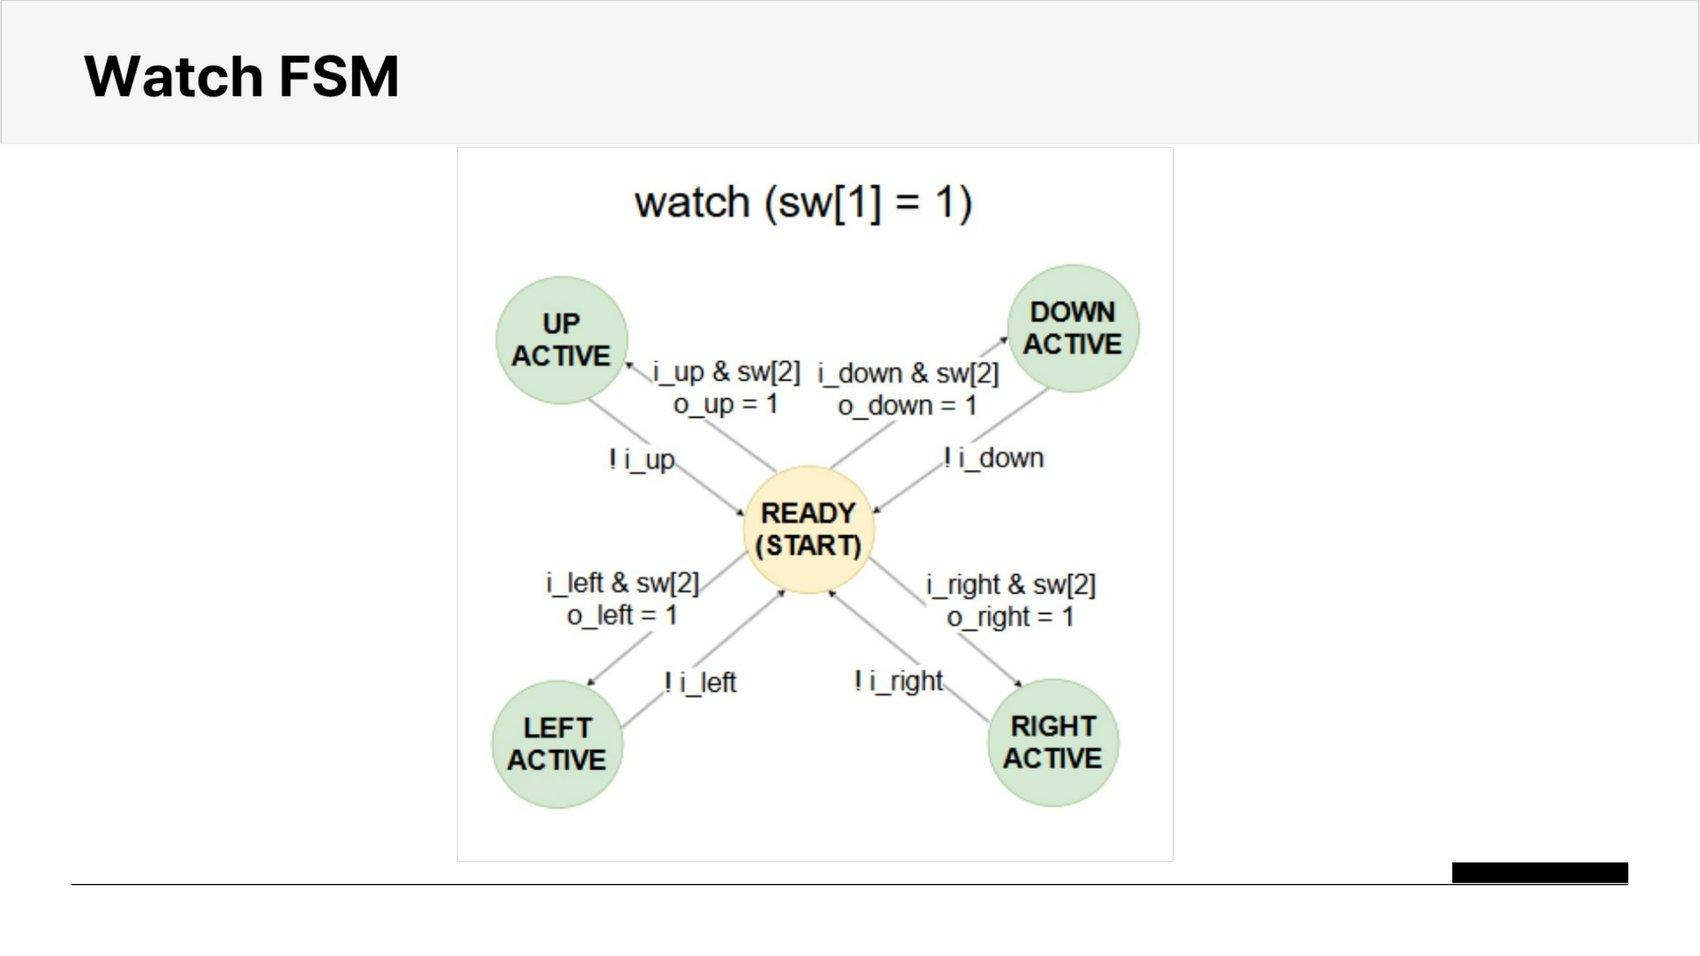 Watch FSM
watch (sw[1] = 1)
UP
ACTIVE
DOWN
ACTIVE
i_up & sw[2]
o_up = 1
i_down & sw[2]
o_down = 1
! i_up
! i_down
READY
(START)
i_left & sw[2]
o_left = 1
i_right & sw[2]
o_right = 1
! i_left
! i_right
LEFT
ACTIVE
RIGHT
ACTIVE